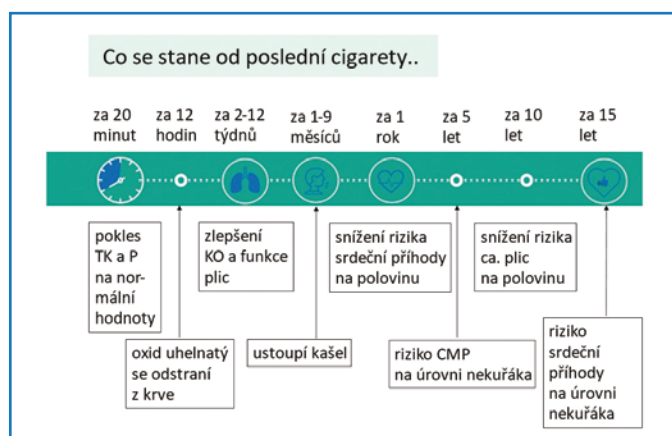 Co se stane od poslední cigarety..
za 20
minut
za 12
hodin
za 2-12
týdnů
za 1-9
měsíců
za 1
rok
za 5
let
za 10
let
za 15
let
pokles
TK a P
na nor-
mální
hodnoty
oxid uhelnatý
se odstraní
z krve
zlepšení
KO a funkce
plic
ustoupí kašel
snížení rizika
srdeční příhody
na polovinu
riziko CMP
na úrovni nekuřáka
snížení rizika
ca. plic
na polovinu
riziko
srdeční
příhody
na úrovni
nekuřáka